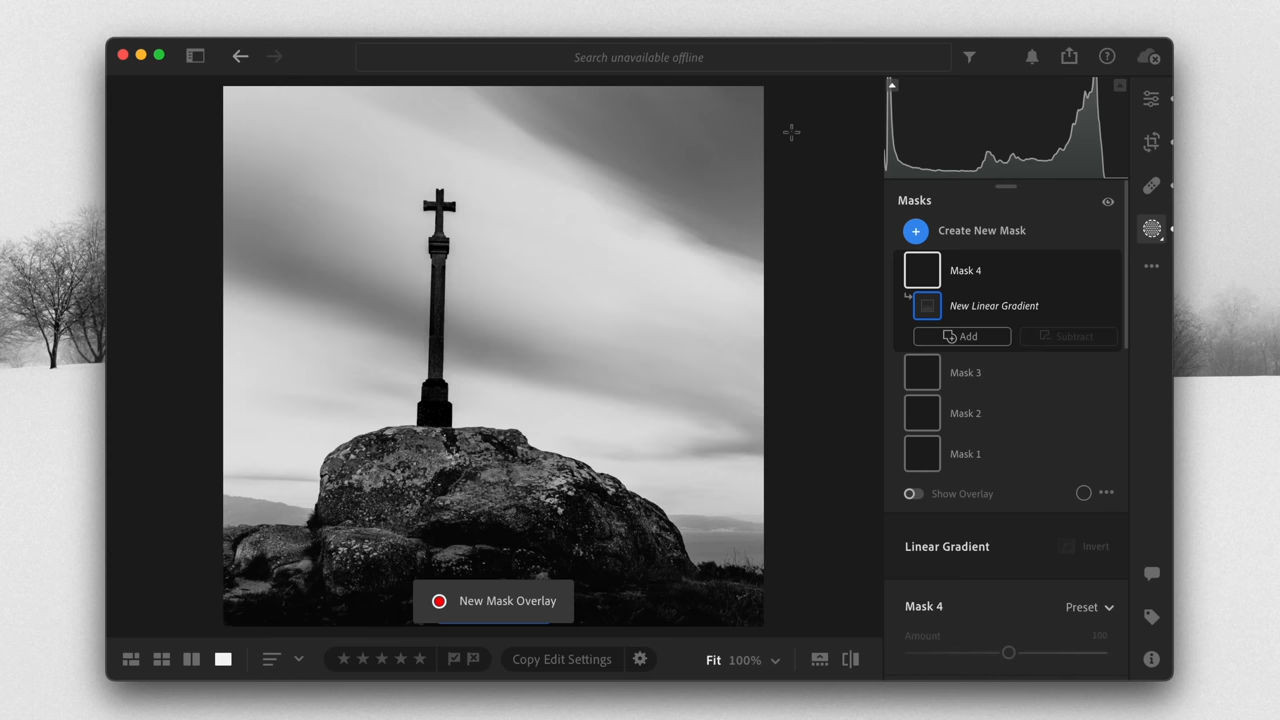 Search unavailable offline
Masks
Create New Mask
Mask 4
New Linear Gradient
Add
Subtract
Mask 3
Mask 2
Mask 1
Show Overlay
Linear Gradient
Invert
Mask 4
Preset
Amount
100
New Mask Overlay
Copy Edit Settings
Fit
100%